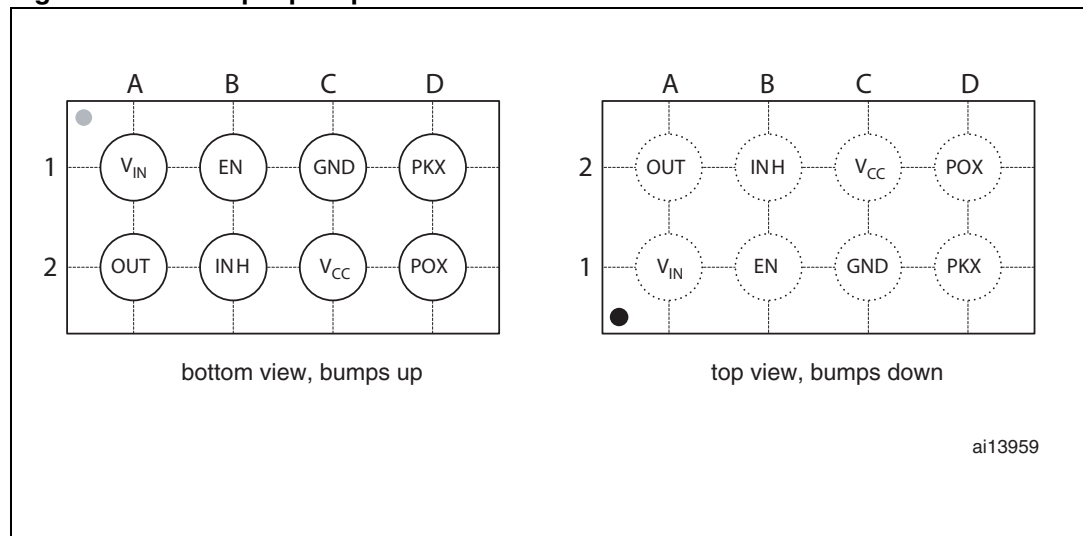 A B C D
1 V_IN EN GND PKX
2 OUT INH V_CC POX
bottom view, bumps up
A B C D
2 OUT INH V_CC POX
1 V_IN EN GND PKX
top view, bumps down
ai13959